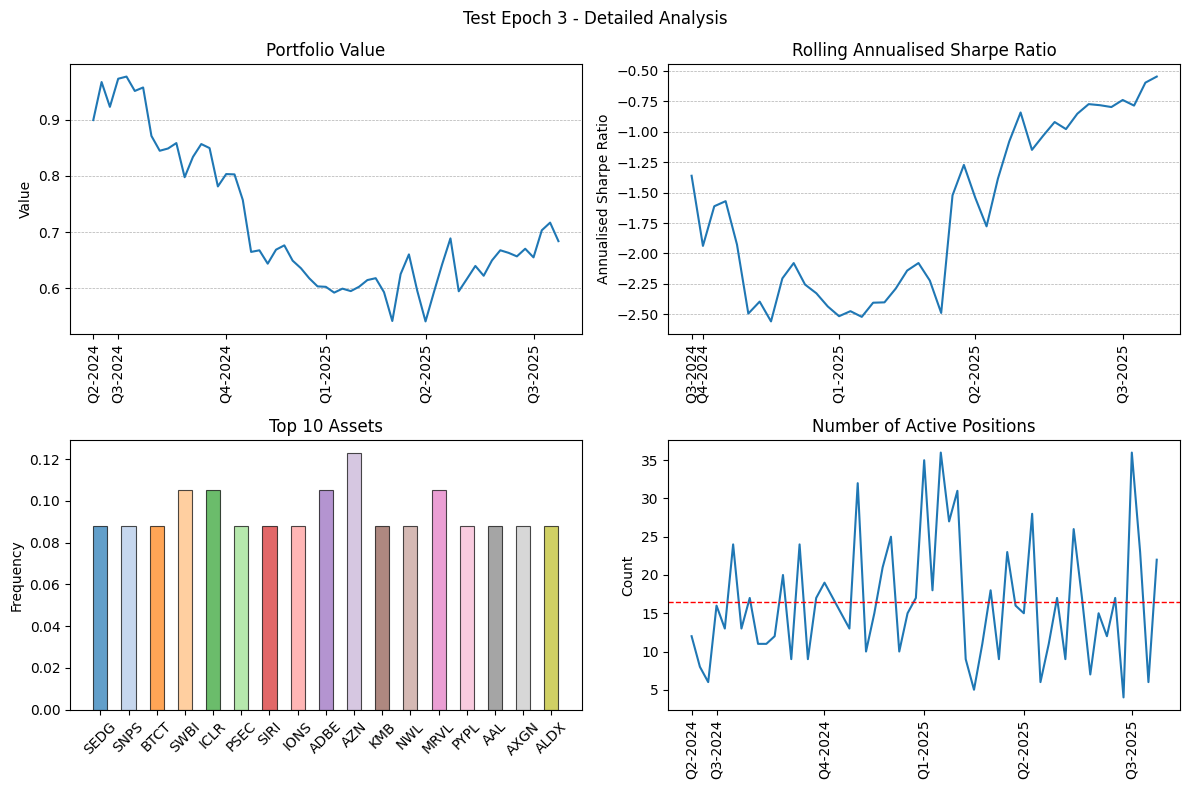 Test Epoch 3 - Detailed Analysis
Portfolio Value
Value
0.9
0.8
0.7
0.6
Q2-2024
Q3-2024
Q4-2024
Q1-2025
Q2-2025
Q3-2025
Rolling Annualised Sharpe Ratio
Annualised Sharpe Ratio
−0.50
−0.75
−1.00
−1.25
−1.50
−1.75
−2.00
−2.25
−2.50
Q3-2024
Q4-2024
Q1-2025
Q2-2025
Q3-2025
Top 10 Assets
Frequency
0.12
0.10
0.08
0.06
0.04
0.02
0.00
SEDG
SNPS
BTCT
SWBI
ICLR
PSEC
SIRI
IONS
ADBE
AZN
KMB
NWL
MRVL
PYPL
AAL
AXGN
ALDX
Number of Active Positions
Count
35
30
25
20
15
10
5
Q2-2024
Q3-2024
Q4-2024
Q1-2025
Q2-2025
Q3-2025